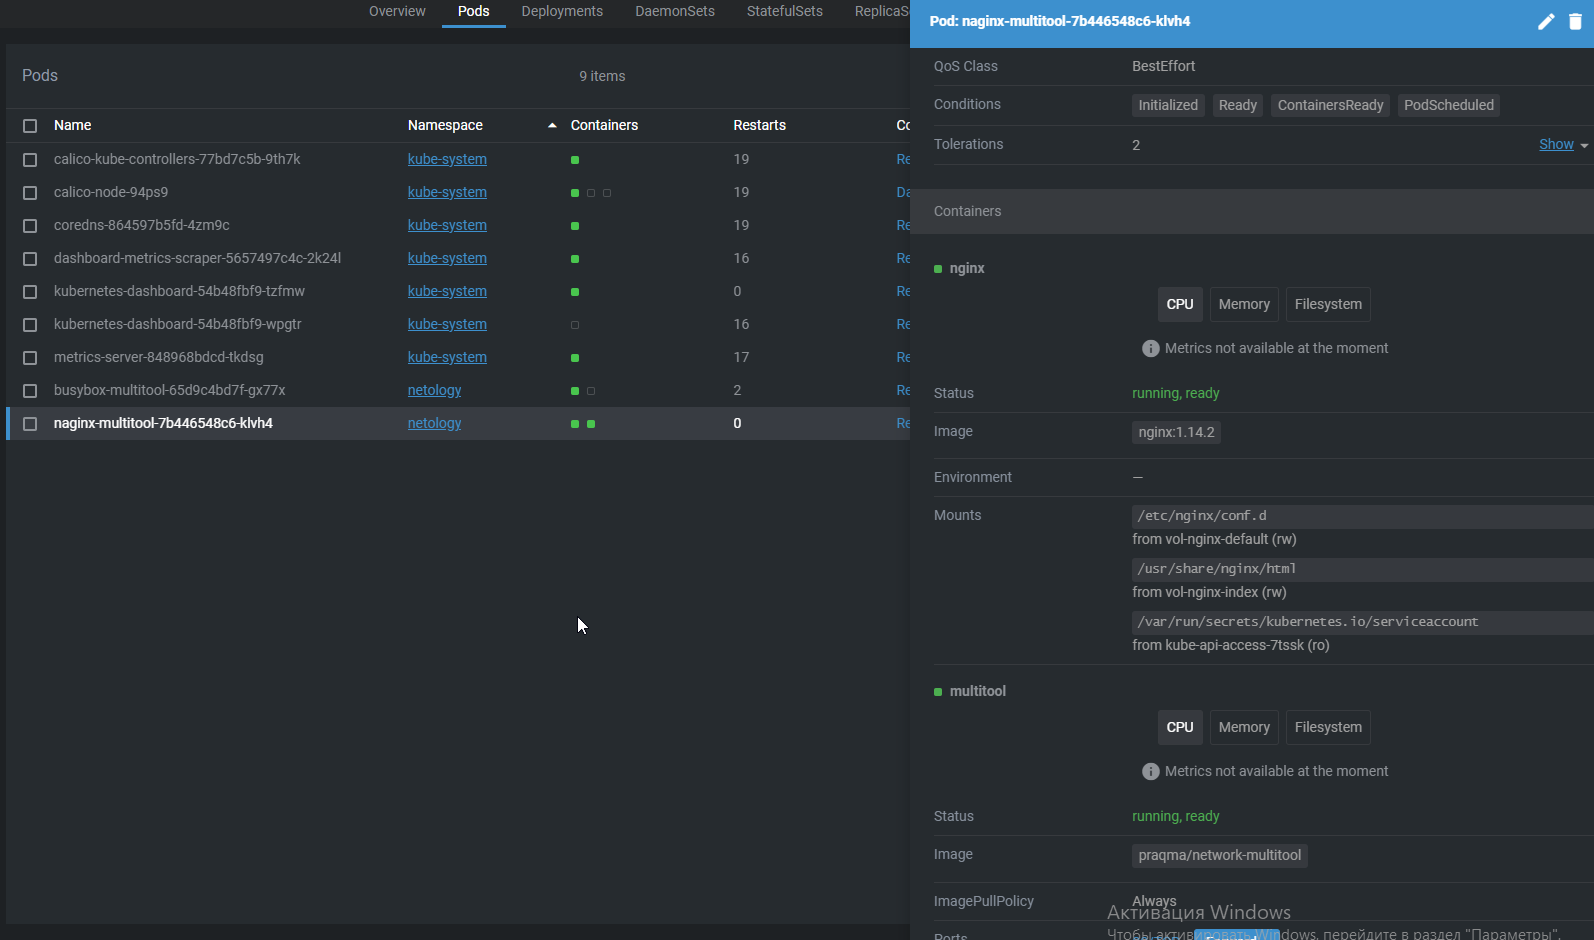 Overview Pods Deployments DaemonSets StatefulSets ReplicaS
Pods 9 items
Name Namespace Containers Restarts Co
calico-kube-controllers-77bd7c5b-9th7k kube-system 19 Re
calico-node-94ps9 kube-system 19 Da
coredns-864597b5fd-4zm9c kube-system 19 Re
dashboard-metrics-scraper-5657497c4c-2k24l kube-system 16 Re
kubernetes-dashboard-54b48fbf9-tzfmw kube-system 0 Re
kubernetes-dashboard-54b48fbf9-wpgtr kube-system 16 Re
metrics-server-848968bdcd-tkdsg kube-system 17 Re
busybox-multitool-65d9c4bd7f-gx77x netology 2 Re
naginx-multitool-7b446548c6-klvh4 netology 0 Re
Pod: naginx-multitool-7b446548c6-klvh4
QoS Class BestEffort
Conditions Initialized Ready ContainersReady PodScheduled
Tolerations 2 Show
Containers
nginx
CPU Memory Filesystem
Metrics not available at the moment
Status running, ready
Image nginx:1.14.2
Environment —
Mounts /etc/nginx/conf.d
from vol-nginx-default (rw)
/usr/share/nginx/html
from vol-nginx-index (rw)
/var/run/secrets/kubernetes.io/serviceaccount
from kube-api-access-7tssk (ro)
multitool
CPU Memory Filesystem
Metrics not available at the moment
Status running, ready
Image praqma/network-multitool
ImagePullPolicy Always
Активация Windows
Ports
Чтобы активировать Windows, перейдите в раздел "Параметры".